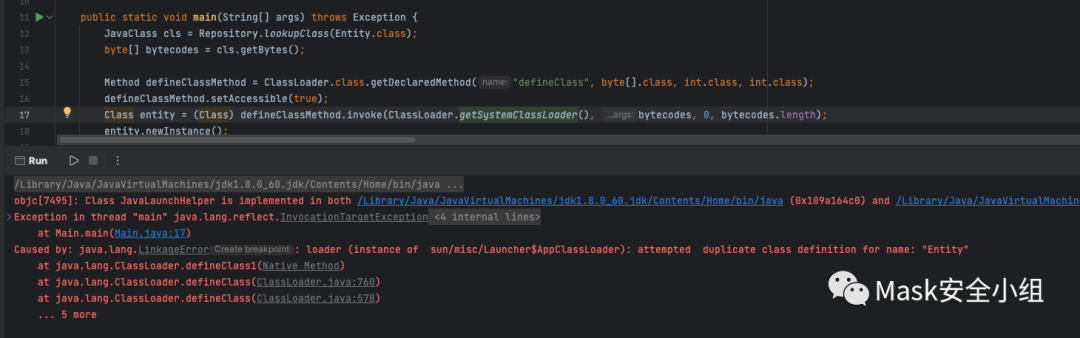 11 public static void main(String[] args) throws Exception {
12 JavaClass cls = Repository.lookupClass(Entity.class);
13 byte[] bytecodes = cls.getBytes();
14
15 Method defineClassMethod = ClassLoader.class.getDeclaredMethod( name: "defineClass", byte[].class, int.class, int.class);
16 defineClassMethod.setAccessible(true);
17 Class entity = (Class) defineClassMethod.invoke(ClassLoader.getSystemClassLoader(), ...args: bytecodes, 0, bytecodes.length);
18 entity.newInstance();
Run
/Library/Java/JavaVirtualMachines/jdk1.8.0_60.jdk/Contents/Home/bin/java ...
objc[7495]: Class JavaLaunchHelper is implemented in both /Library/Java/JavaVirtualMachines/jdk1.8.0_60.jdk/Contents/Home/bin/java (0x109a164c0) and /Library/Java/JavaVirtualMachines
Exception in thread "main" java.lang.reflect.InvocationTargetException <4 internal lines>
at Main.main(Main.java:17)
Caused by: java.lang.LinkageError Create breakpoint : loader (instance of sun/misc/Launcher$AppClassLoader): attempted duplicate class definition for name: "Entity"
at java.lang.ClassLoader.defineClass1(Native Method)
at java.lang.ClassLoader.defineClass(ClassLoader.java:760)
at java.lang.ClassLoader.defineClass(ClassLoader.java:578)
... 5 more
Mask安全小组